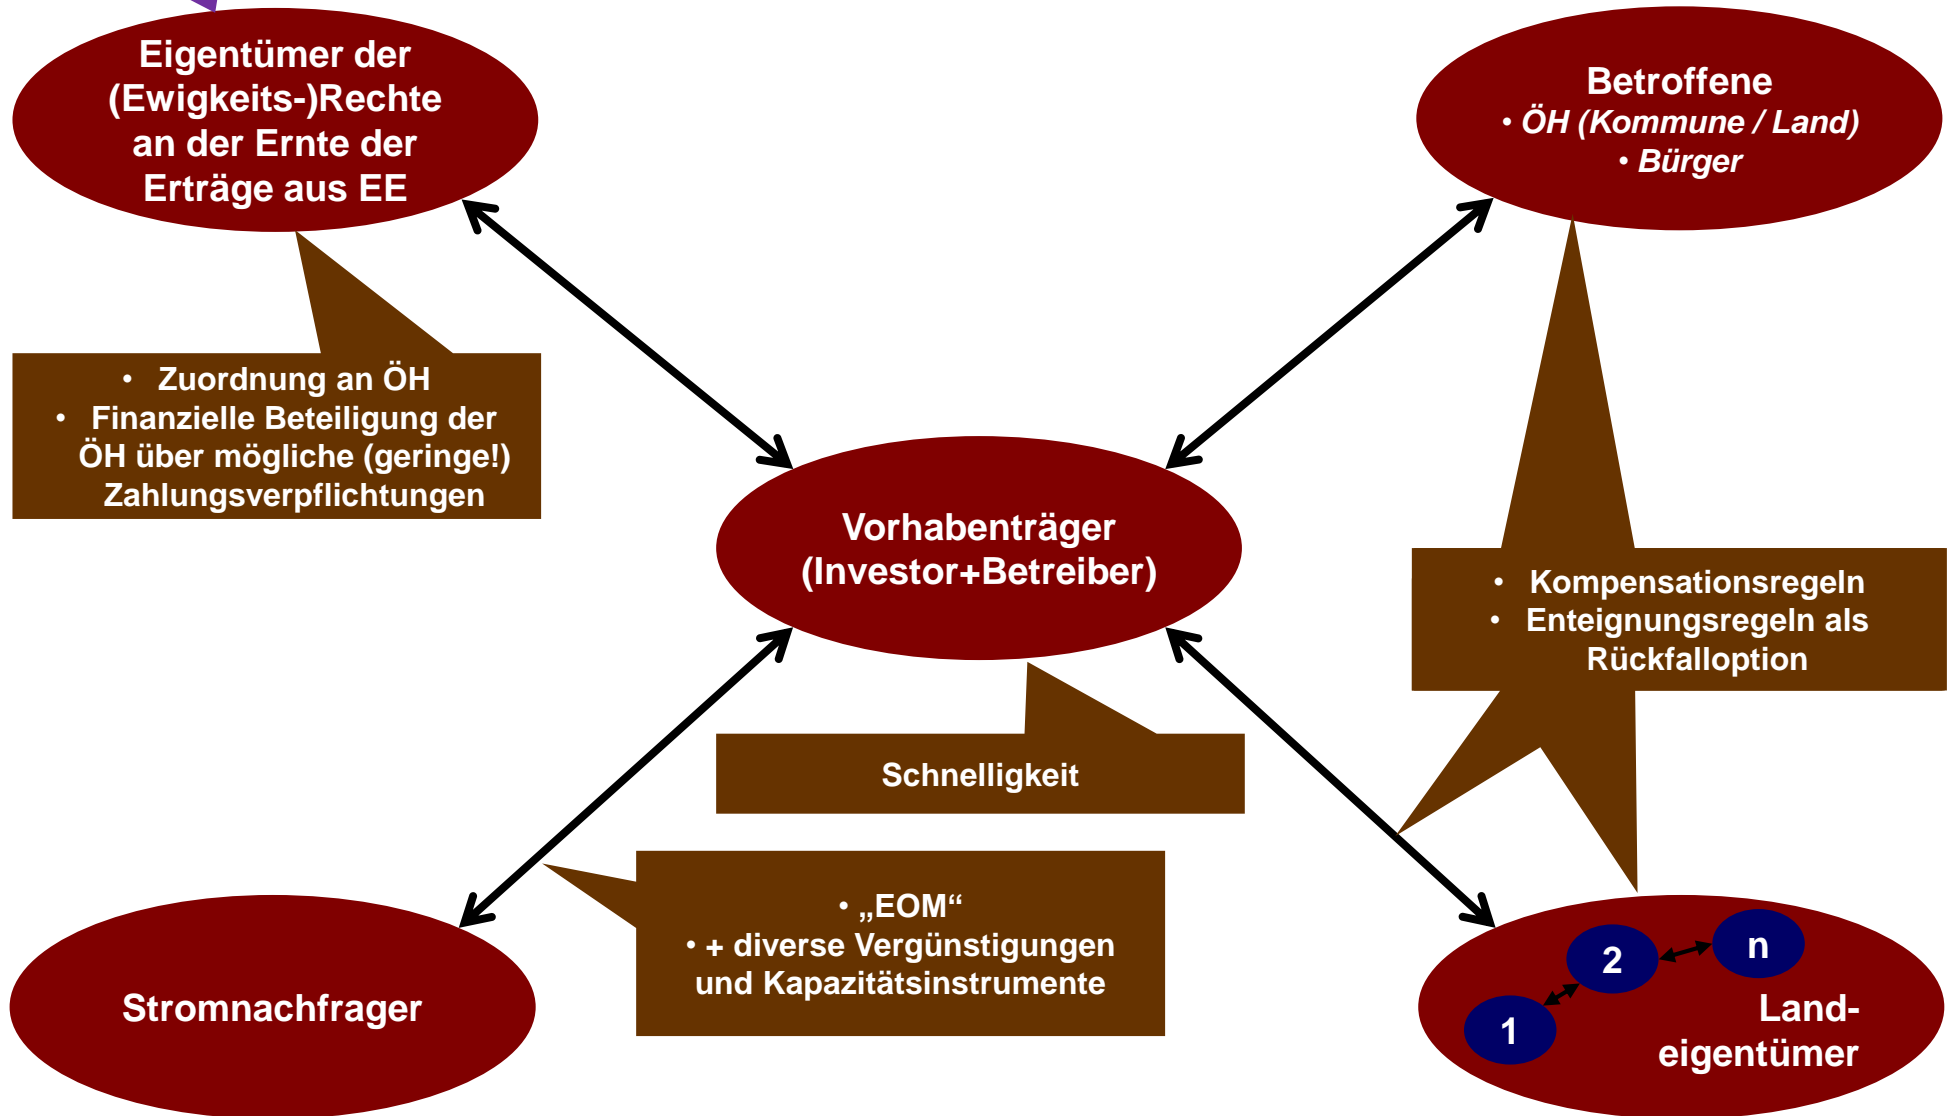 Eigentümer der
(Ewigkeits-)Rechte
an der Ernte der
Erträge aus EE
Betroffene
• ÖH (Kommune / Land)
• Bürger
• Zuordnung an ÖH
• Finanzielle Beteiligung der
ÖH über mögliche (geringe!)
Zahlungsverpflichtungen
Vorhabenträger
(Investor+Betreiber)
• Kompensationsregeln
• Enteignungsregeln als
Rückfalloption
Schnelligkeit
• „EOM“
• + diverse Vergünstigungen
und Kapazitätsinstrumente
Stromnachfrager
1
2
n
Land-
eigentümer